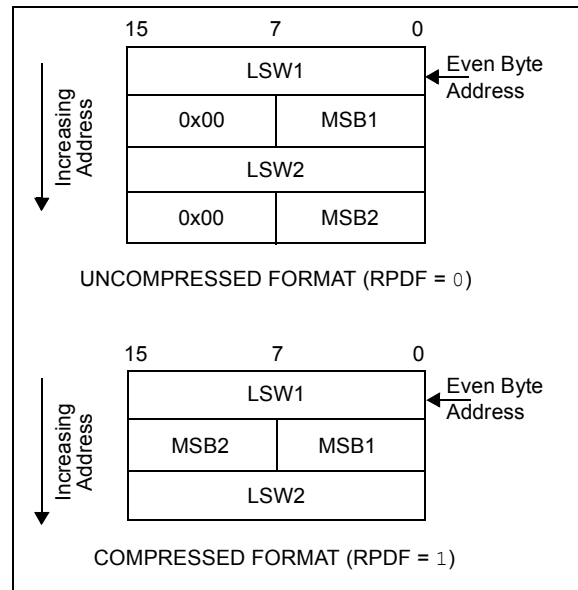 15 7 0
LSW1
Even Byte
Address
0x00 MSB1
LSW2
0x00 MSB2
Increasing
Address
UNCOMPRESSED FORMAT (RPDF = 0)
15 7 0
LSW1
Even Byte
Address
MSB2 MSB1
LSW2
Increasing
Address
COMPRESSED FORMAT (RPDF = 1)